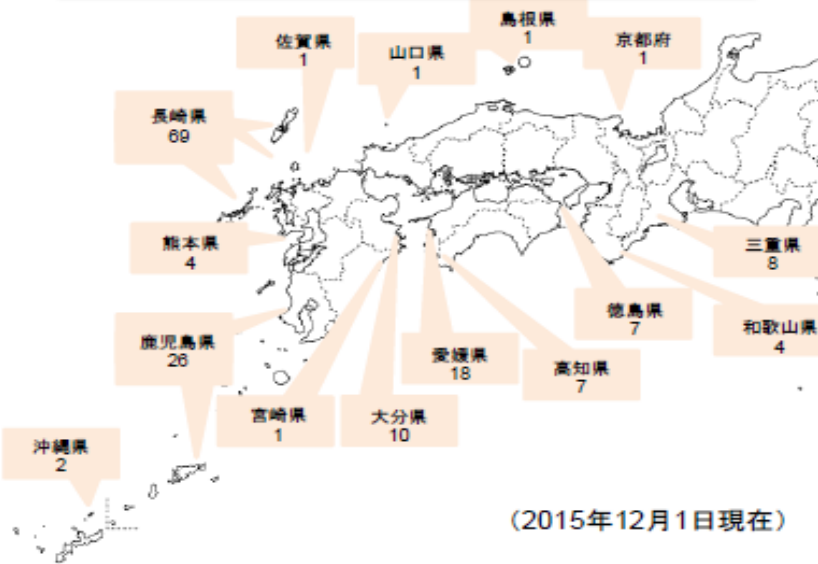 島根県
1
佐賀県
1
山口県
1
京都府
1
長崎県
69
熊本県
4
三重県
8
徳島県
7
和歌山県
4
鹿児島県
26
愛媛県
18
高知県
7
宮崎県
1
大分県
10
沖縄県
2
（2015年12月1日現在）